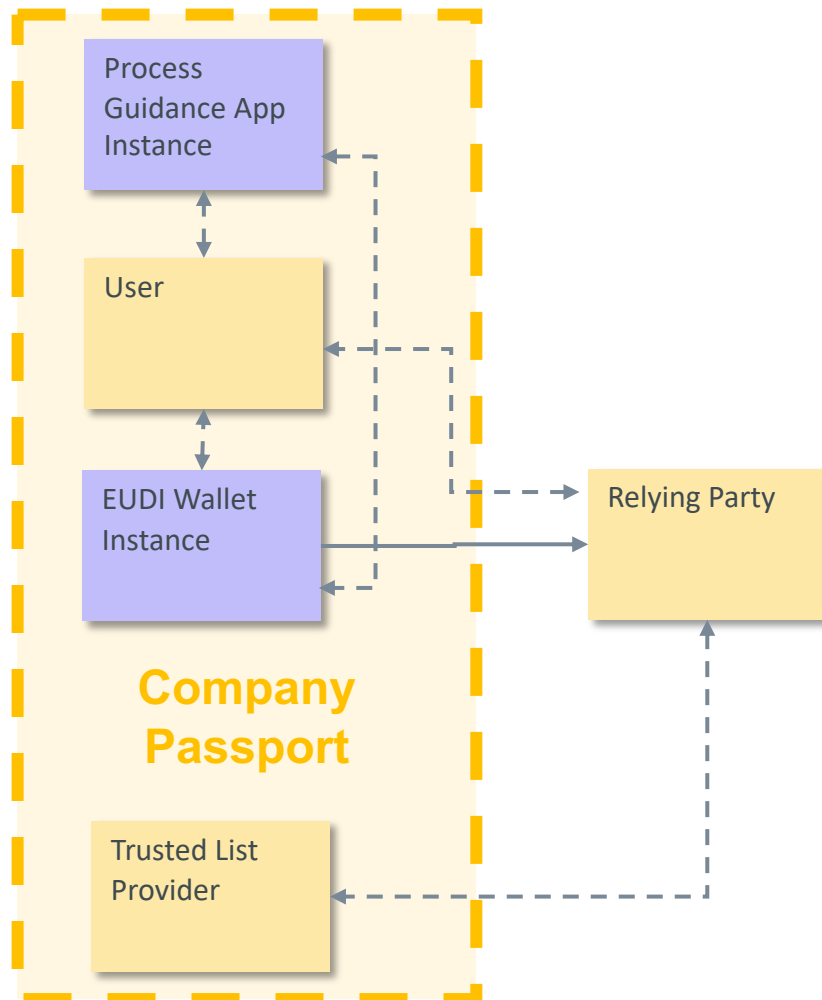 Process
Guidance App
Instance
User
EUDI Wallet
Instance
Relying Party
Company
Passport
Trusted List
Provider